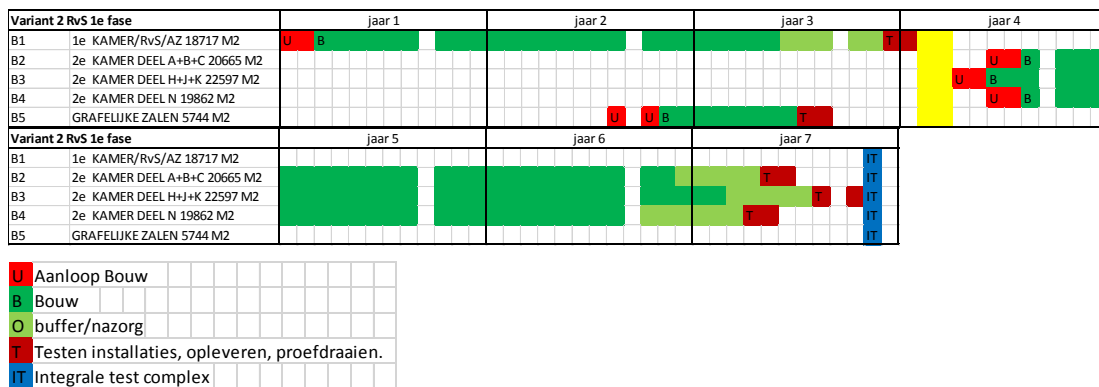 Variant 2 RvS 1e fase jaar 1 jaar 2 jaar 3 jaar 4
B1 1e KAMER/RvS/AZ 18717 M2 U B T
B2 2e KAMER DEEL A+B+C 20665 M2 U B
B3 2e KAMER DEEL H+J+K 22597 M2 U B
B4 2e KAMER DEEL N 19862 M2 U B
B5 GRAFELIJKE ZALEN 5744 M2 U U B T
Variant 2 RvS 1e fase jaar 5 jaar 6 jaar 7
B1 1e KAMER/RvS/AZ 18717 M2 IT
B2 2e KAMER DEEL A+B+C 20665 M2 T IT
B3 2e KAMER DEEL H+J+K 22597 M2 T IT
B4 2e KAMER DEEL N 19862 M2 T IT
B5 GRAFELIJKE ZALEN 5744 M2 IT
U Aanloop Bouw
B Bouw
O buffer/nazorg
T Testen installaties, opleveren, proefdraaien.
IT Integrale test complex